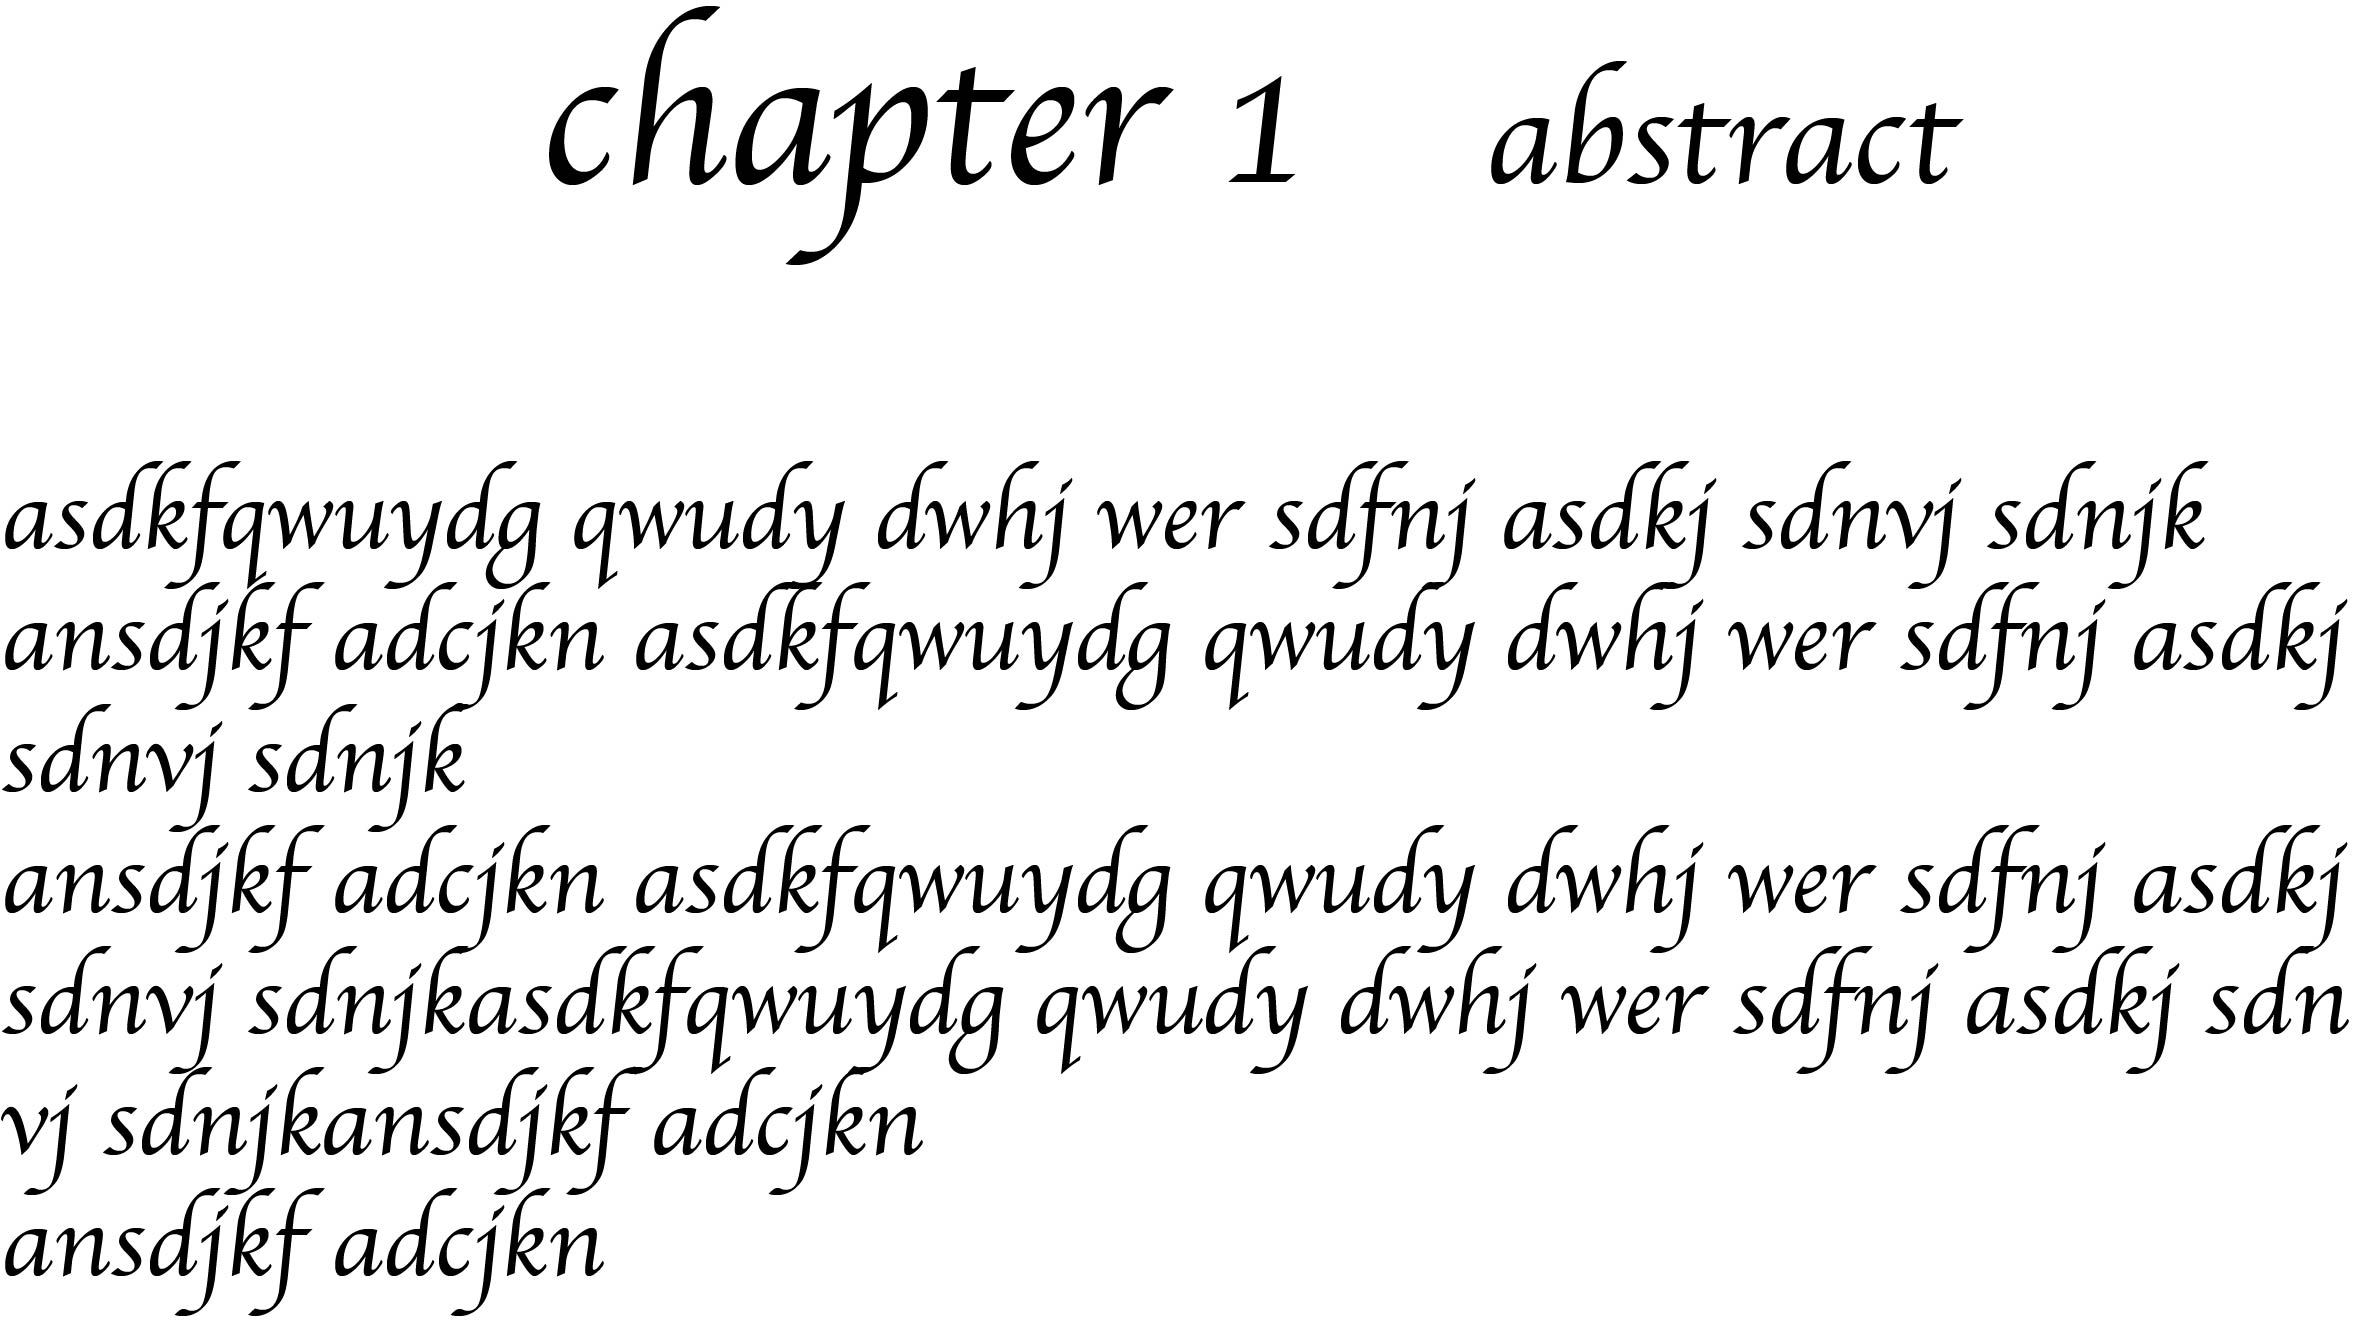 chapter 1 abstract
asdkfqwuydg qwudy dwhj wer sdfnj asdkj sdnvj sdnjk
ansdjkf adcjkn asdkfqwuydg qwudy dwhj wer sdfnj asdkj
sdnvj sdnjk
ansdjkf adcjkn asdkfqwuydg qwudy dwhj wer sdfnj asdkj
sdnvj sdnjkasdkfqwuydg qwudy dwhj wer sdfnj asdkj sdn
vj sdnjkansdjkf adcjkn
ansdjkf adcjkn